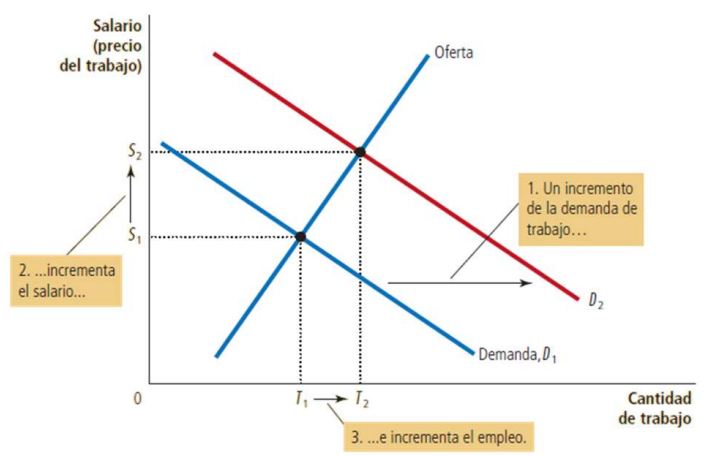 Salario
(precio
del trabajo)
Oferta
S2
1. Un incremento
de la demanda de
trabajo…
S1
2. ...incrementa
el salario...
D2
Demanda, D1
0
T1
T2
Cantidad
de trabajo
3. ...e incrementa el empleo.